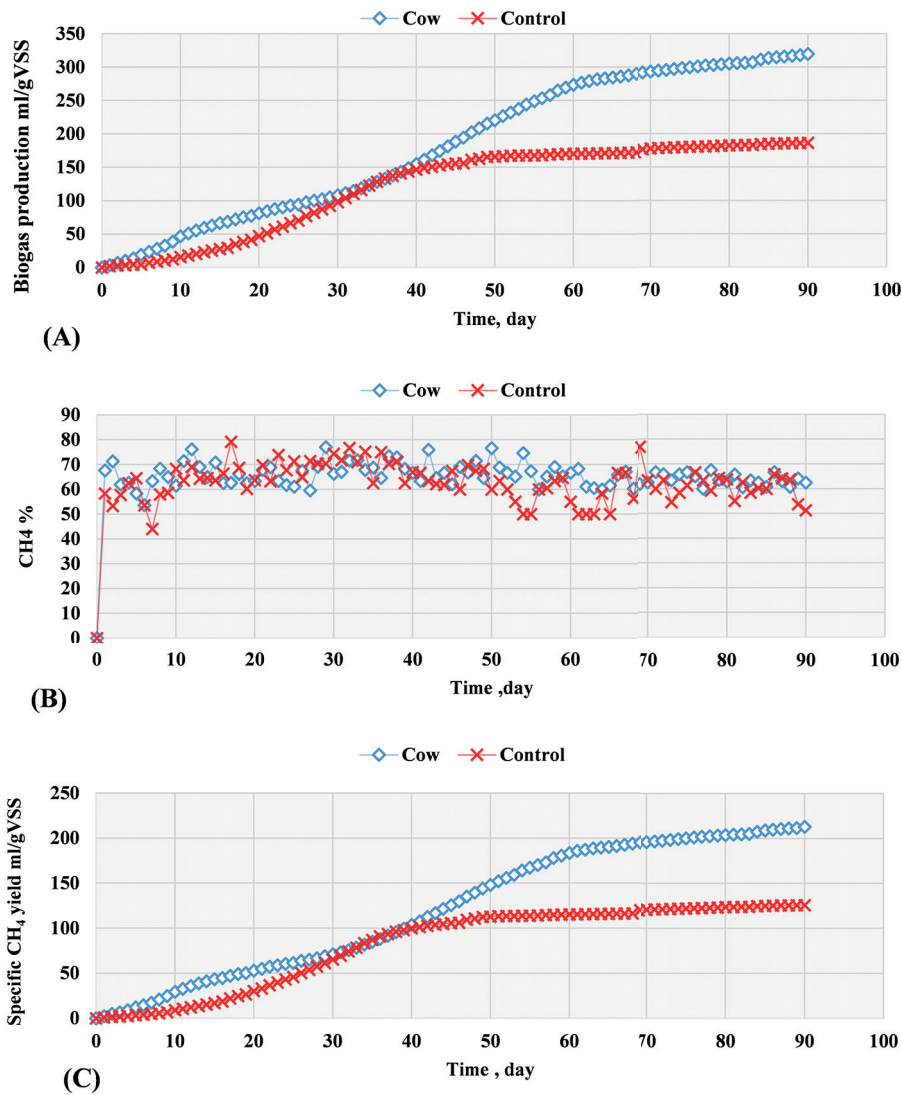 Cow Control
Biogas production ml/gVSS
350
300
250
200
150
100
50
0
0 10 20 30 40 50 60 70 80 90 100
Time, day
(A)
Cow Control
CH4 %
90
80
70
60
50
40
30
20
10
0
0 10 20 30 40 50 60 70 80 90 100
Time ,day
(B)
Cow Control
Specific CH₄ yield ml/gVSS
250
200
150
100
50
0
0 10 20 30 40 50 60 70 80 90 100
Time , day
(C)